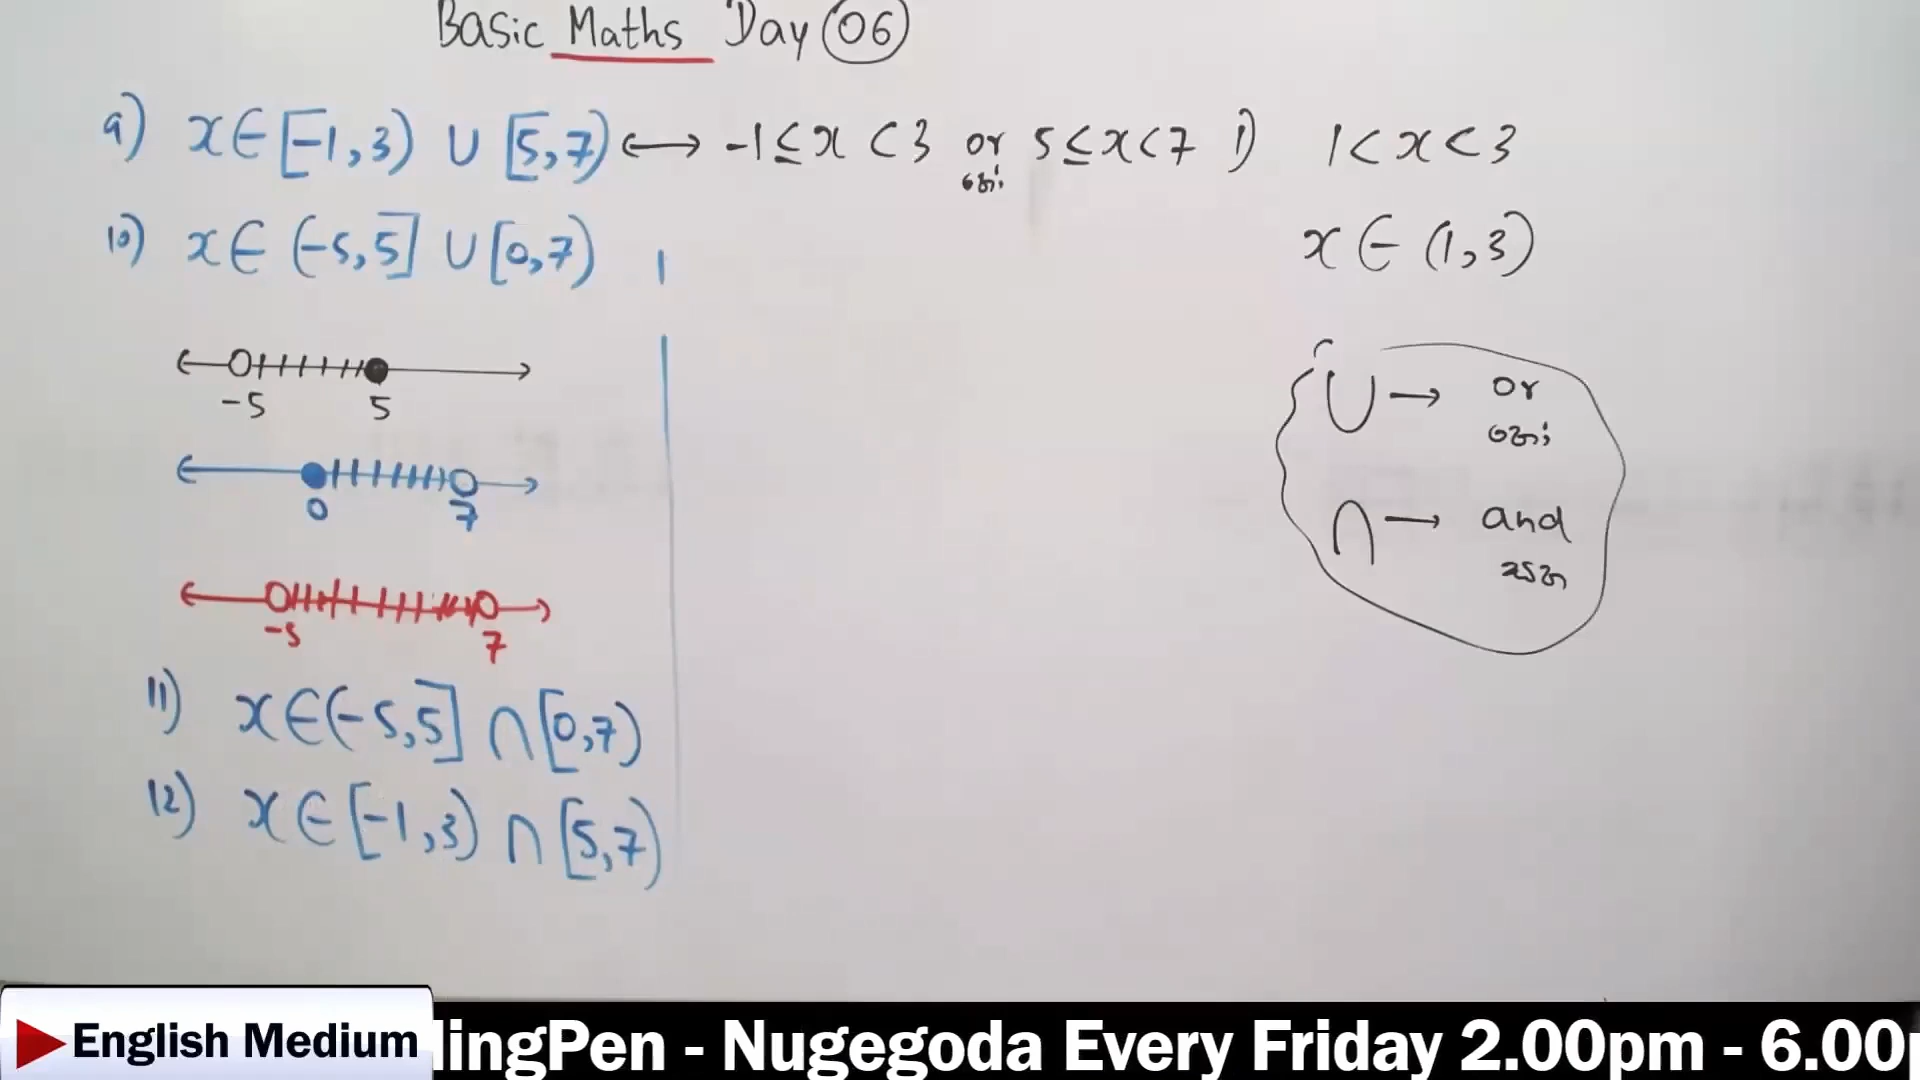 Basic Maths Day 06
9) x∈[-1,3) ∪ [5,7) ⟷ -1≤x<3 or 5≤x<7
හෝ
10) x∈(-5,5] ∪ [0,7)
-5 5
0 7
-5 7
11) x∈(-5,5] ∩ [0,7)
12) x∈[-1,3) ∩ [5,7)
1) 1<x<3
x∈(1,3)
∪ → or
හෝ
∩ → and
සහ
English Medium
lingPen - Nugegoda Every Friday 2.00pm - 6.00p